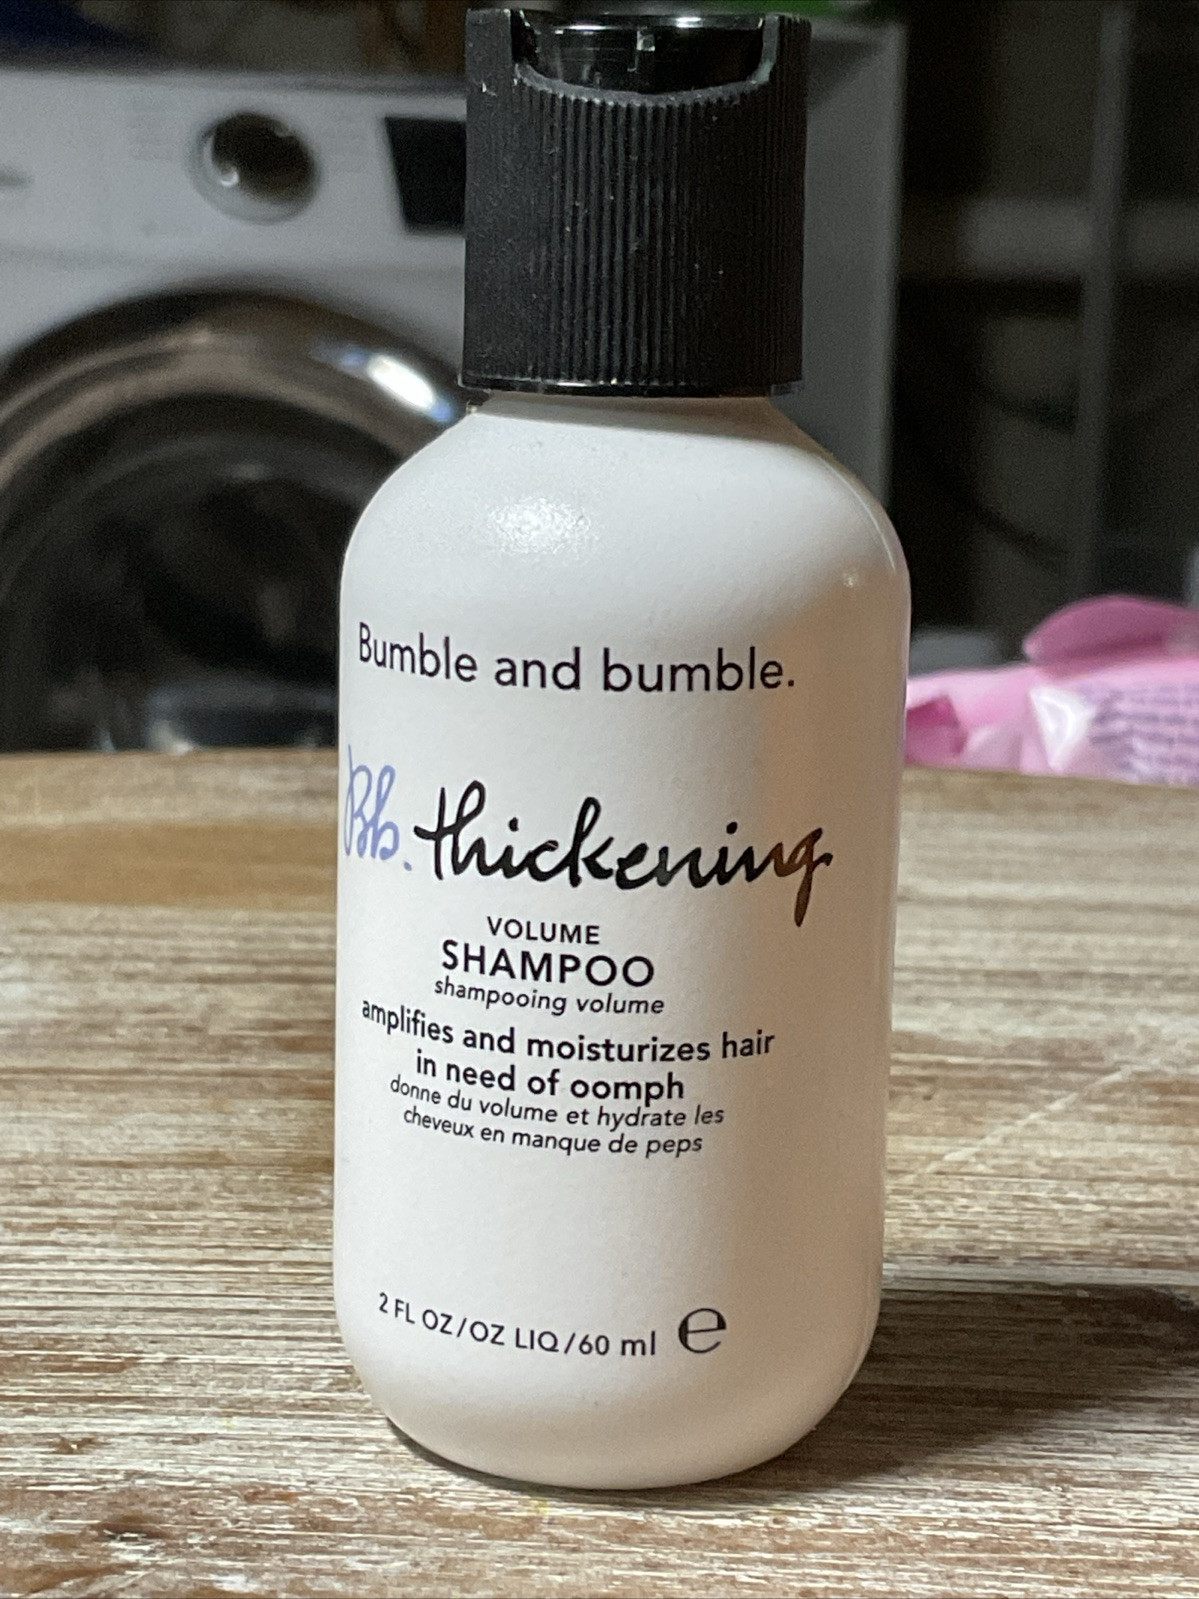 Bumble and bumble.
Bb. thickening
VOLUME
SHAMPOO
shampooing volume
amplifies and moisturizes hair
in need of oomph
donne du volume et hydrate les
cheveux en manque de peps
2 FL OZ/OZ LIQ/60 ml ℮